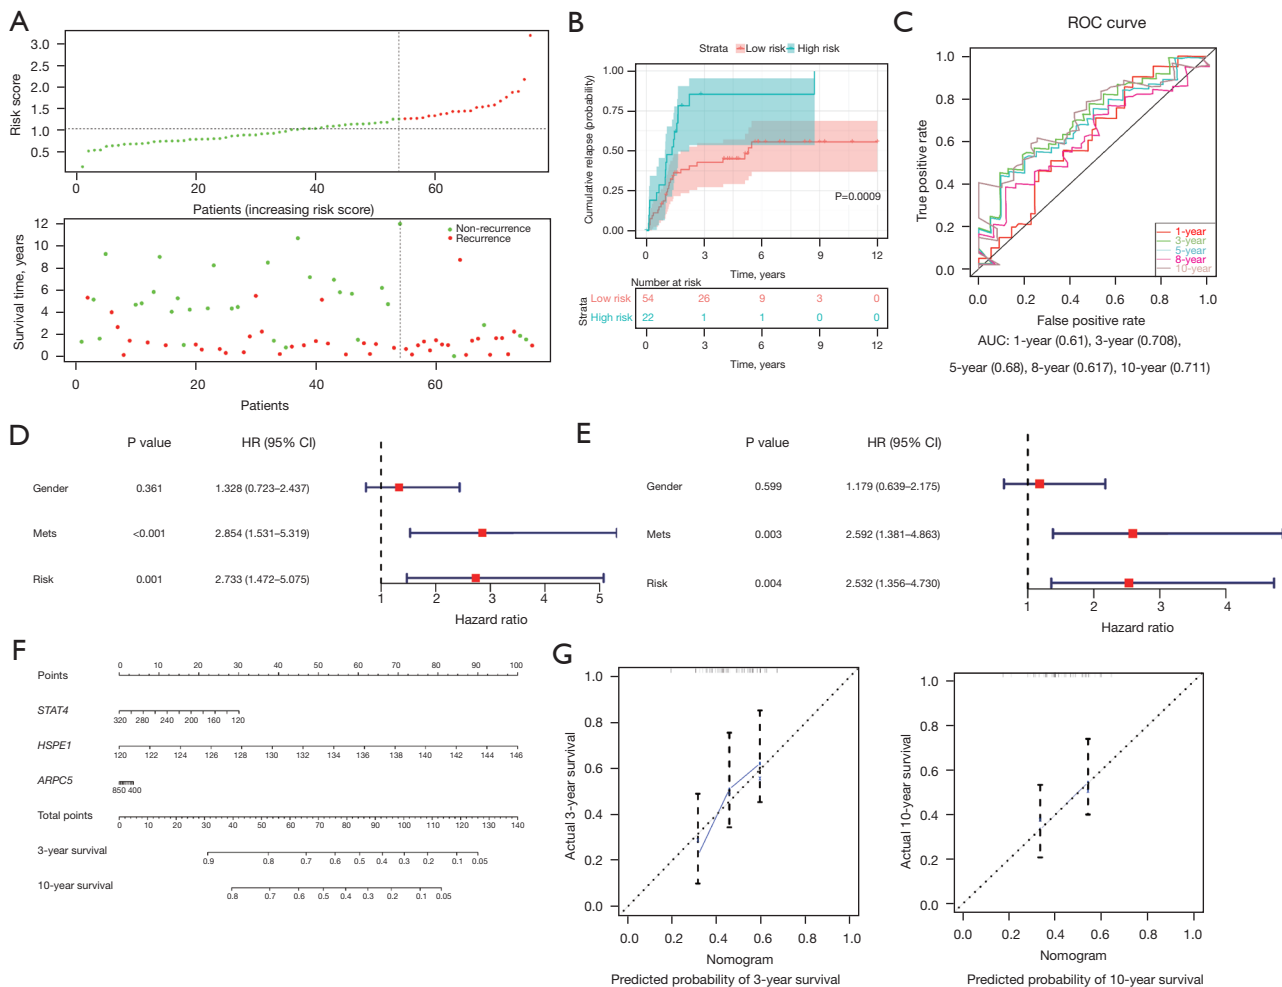 A
Risk score
3.0
2.5
2.0
1.5
1.0
0.5
0 20 40 60
Patients (increasing risk score)
Survival time, years
12
10
8
6
4
2
0
Non-recurrence
Recurrence
0 20 40 60
Patients
B
Strata Low risk High risk
Cumulative relapse (probability)
1.00
0.75
0.50
0.25
0.00
P=0.0009
0 3 6 9 12
Time, years
Number at risk
Strata
Low risk 54 26 9 3 0
High risk 22 1 1 0 0
0 3 6 9 12
Time, years
C
ROC curve
True positive rate
1.0
0.8
0.6
0.4
0.2
0.0
1-year
3-year
5-year
8-year
10-year
0.0 0.2 0.4 0.6 0.8 1.0
False positive rate
AUC: 1-year (0.61), 3-year (0.708),
5-year (0.68), 8-year (0.617), 10-year (0.711)
D
P value HR (95% CI)
Gender 0.361 1.328 (0.723–2.437)
Mets <0.001 2.854 (1.531–5.319)
Risk 0.001 2.733 (1.472–5.075)
1 2 3 4 5
Hazard ratio
E
P value HR (95% CI)
Gender 0.599 1.179 (0.639–2.175)
Mets 0.003 2.592 (1.381–4.863)
Risk 0.004 2.532 (1.356–4.730)
1 2 3 4
Hazard ratio
F
Points 0 10 20 30 40 50 60 70 80 90 100
STAT4
320 280 240 200 160 120
HSPE1
120 122 124 126 128 130 132 134 136 138 140 142 144 146
ARPC5
850 400
Total points
0 10 20 30 40 50 60 70 80 90 100 110 120 130 140
3-year survival
0.9 0.8 0.7 0.6 0.5 0.4 0.3 0.2 0.1 0.05
10-year survival
0.8 0.7 0.6 0.5 0.4 0.3 0.2 0.1 0.05
G
Actual 3-year survival
1.0
0.8
0.6
0.4
0.2
0.0
0.0 0.2 0.4 0.6 0.8 1.0
Nomogram
Predicted probability of 3-year survival
Actual 10-year survival
1.0
0.8
0.6
0.4
0.2
0.0
0.0 0.2 0.4 0.6 0.8 1.0
Nomogram
Predicted probability of 10-year survival